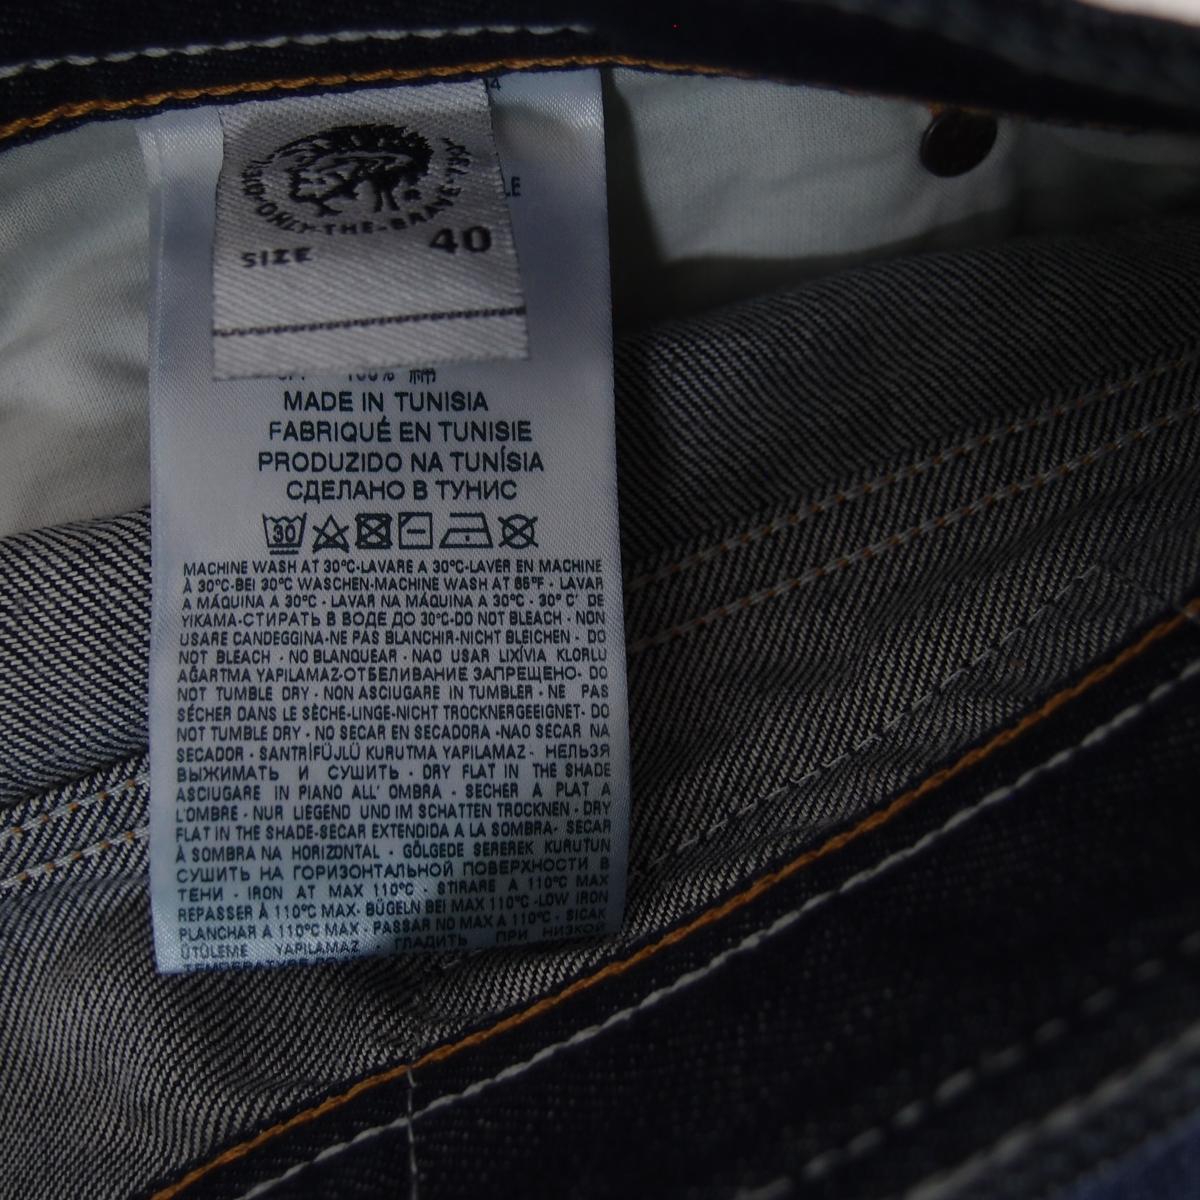 DIESEL·ONLY·THE·BRAVE
SIZE 40
4
LE
100% 綿
MADE IN TUNISIA
FABRIQUÉ EN TUNISIE
PRODUZIDO NA TUNÍSIA
СДЕЛАНО В ТУНИС
30
MACHINE WASH AT 30°C-LAVARE A 30°C-LAVER EN MACHINE
À 30°C-BEI 30°C WASCHEN-MACHINE WASH AT 85°F - LAVAR
A MÁQUINA A 30°C - LAVAR NA MÁQUINA A 30°C - 30° C' DE
YIKAMA-СТИРАТЬ В ВОДЕ ДО 30°C-DO NOT BLEACH - NON
USARE CANDEGGINA-NE PAS BLANCHIR-NICHT BLEICHEN - DO
NOT BLEACH - NO BLANQUEAR - NAO USAR LIXÍVIA KLORLU
AĞARTMA YAPILAMAZ-ОТБЕЛИВАНИЕ ЗАПРЕЩЕНО- DO
NOT TUMBLE DRY - NON ASCIUGARE IN TUMBLER - NE PAS
SÉCHER DANS LE SÈCHE-LINGE-NICHT TROCKNERGEEIGNET- DO
NOT TUMBLE DRY - NO SECAR EN SECADORA -NAO SECAR NA
SECADOR - SANTRİFÜJLÜ KURUTMA YAPILAMAZ - НЕЛЬЗЯ
ВЫЖИМАТЬ И СУШИТЬ - DRY FLAT IN THE SHADE
ASCIUGARE IN PIANO ALL' OMBRA - SECHER A PLAT A
L'OMBRE - NUR LIEGEND UND IM SCHATTEN TROCKNEN - DRY
FLAT IN THE SHADE-SECAR EXTENDIDA A LA SOMBRA- SECAR
À SOMBRA NA HORIZONTAL - GÖLGEDE SEREREK KURUTUN
СУШИТЬ НА ГОРИЗОНТАЛЬНОЙ ПОВЕРХНОСТИ В
ТЕНИ - IRON AT MAX 110°C - STIRARE A 110°C MAX
REPASSER À 110°C MAX- BÜGELN BEI MAX 110°C -LOW IRON
PLANCHAR A 110°C MAX - PASSAR NO MAX A 110°C - SICAK
ÜTÜLEME YAPILAMAZ - ГЛАДИТЬ ПРИ НИЗКОЙ